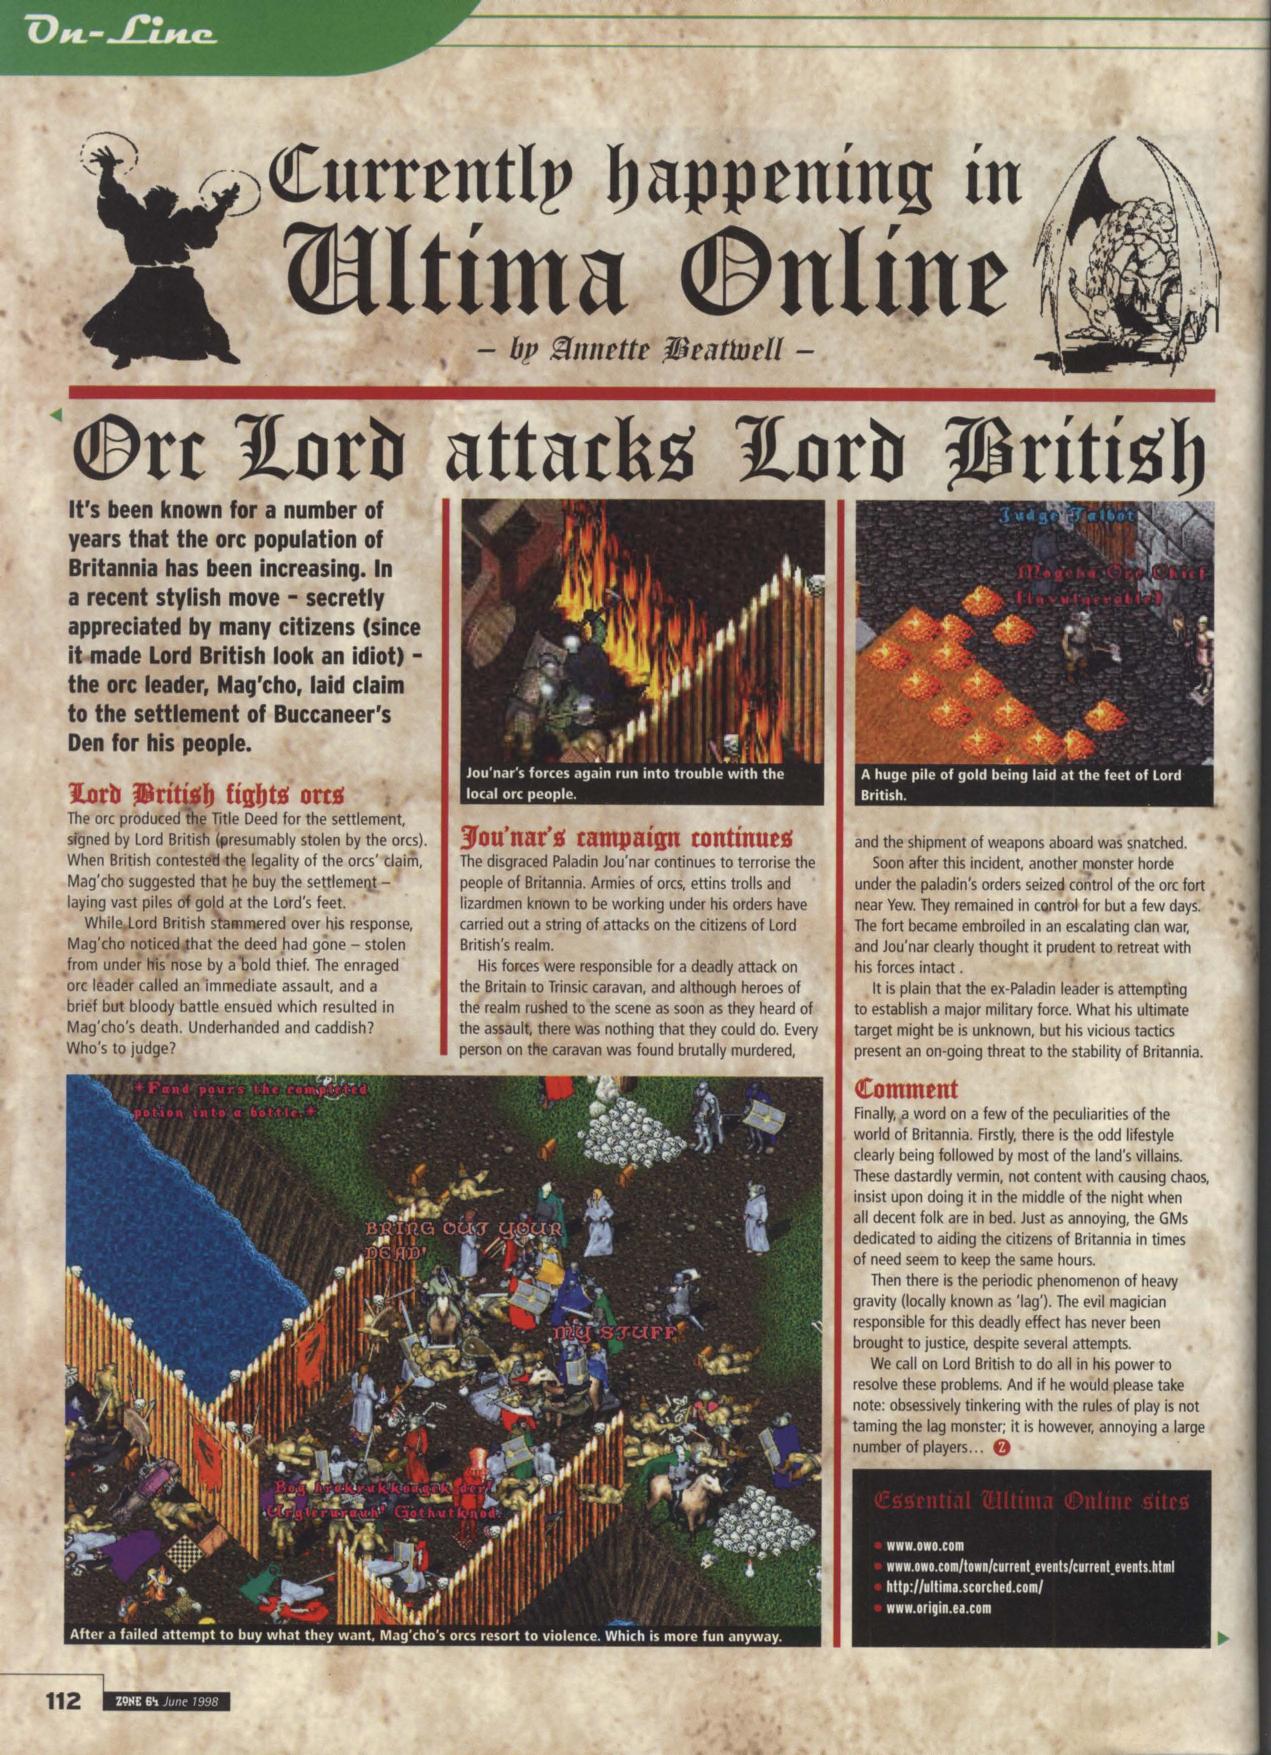 On-Line
Currently happening in
Ultima Online
– by Annette Beatwell –
Orc Lord attacks Lord British
It's been known for a number of
years that the orc population of
Britannia has been increasing. In
a recent stylish move – secretly
appreciated by many citizens (since
it made Lord British look an idiot) –
the orc leader, Mag'cho, laid claim
to the settlement of Buccaneer's
Den for his people.
Lord British fights orcs
The orc produced the Title Deed for the settlement,
signed by Lord British (presumably stolen by the orcs).
When British contested the legality of the orcs' claim,
Mag'cho suggested that he buy the settlement –
laying vast piles of gold at the Lord's feet.
While Lord British stammered over his response,
Mag'cho noticed that the deed had gone – stolen
from under his nose by a bold thief. The enraged
orc leader called an immediate assault, and a
brief but bloody battle ensued which resulted in
Mag'cho's death. Underhanded and caddish?
Who's to judge?
Jou'nar's forces again run into trouble with the
local orc people.
Jou'nar's campaign continues
The disgraced Paladin Jou'nar continues to terrorise the
people of Britannia. Armies of orcs, ettins trolls and
lizardmen known to be working under his orders have
carried out a string of attacks on the citizens of Lord
British's realm.
His forces were responsible for a deadly attack on
the Britain to Trinsic caravan, and although heroes of
the realm rushed to the scene as soon as they heard of
the assault, there was nothing that they could do. Every
person on the caravan was found brutally murdered,
Judge Talbot
Orc Chief
(Invulnerable)
A huge pile of gold being laid at the feet of Lord
British.
and the shipment of weapons aboard was snatched.
Soon after this incident, another monster horde
under the paladin's orders seized control of the orc fort
near Yew. They remained in control for but a few days.
The fort became embroiled in an escalating clan war,
and Jou'nar clearly thought it prudent to retreat with
his forces intact .
It is plain that the ex-Paladin leader is attempting
to establish a major military force. What his ultimate
target might be is unknown, but his vicious tactics
present an on-going threat to the stability of Britannia.
Comment
Finally, a word on a few of the peculiarities of the
world of Britannia. Firstly, there is the odd lifestyle
clearly being followed by most of the land's villains.
These dastardly vermin, not content with causing chaos,
insist upon doing it in the middle of the night when
all decent folk are in bed. Just as annoying, the GMs
dedicated to aiding the citizens of Britannia in times
of need seem to keep the same hours.
Then there is the periodic phenomenon of heavy
gravity (locally known as 'lag'). The evil magician
responsible for this deadly effect has never been
brought to justice, despite several attempts.
We call on Lord British to do all in his power to
resolve these problems. And if he would please take
note: obsessively tinkering with the rules of play is not
taming the lag monster; it is however, annoying a large
number of players... Z
*Fand pours the completed
potion into a bottle.*
BRING OUT YOUR
DEAD!
MY STUFF
After a failed attempt to buy what they want, Mag'cho's orcs resort to violence. Which is more fun anyway.
Essential Ultima Online sites
• www.owo.com
• www.owo.com/town/current_events/current_events.html
• http://ultima.scorched.com/
• www.origin.ea.com
112
ZONE 64 June 1998